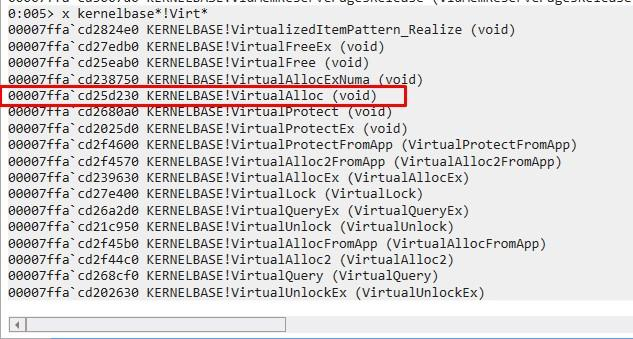 0:005> x kernelbase*!Virt*
00007ffa`cd2824e0 KERNELBASE!VirtualizedItemPattern_Realize (void)
00007ffa`cd27edb0 KERNELBASE!VirtualFreeEx (void)
00007ffa`cd25eab0 KERNELBASE!VirtualFree (void)
00007ffa`cd238750 KERNELBASE!VirtualAllocExNuma (void)
00007ffa`cd25d230 KERNELBASE!VirtualAlloc (void)
00007ffa`cd2680a0 KERNELBASE!VirtualProtect (void)
00007ffa`cd2025d0 KERNELBASE!VirtualProtectEx (void)
00007ffa`cd2f4600 KERNELBASE!VirtualProtectFromApp (VirtualProtectFromApp)
00007ffa`cd2f4570 KERNELBASE!VirtualAlloc2FromApp (VirtualAlloc2FromApp)
00007ffa`cd239630 KERNELBASE!VirtualAllocEx (VirtualAllocEx)
00007ffa`cd27e400 KERNELBASE!VirtualLock (VirtualLock)
00007ffa`cd26a2d0 KERNELBASE!VirtualQueryEx (VirtualQueryEx)
00007ffa`cd21c950 KERNELBASE!VirtualUnlock (VirtualUnlock)
00007ffa`cd2f45b0 KERNELBASE!VirtualAllocFromApp (VirtualAllocFromApp)
00007ffa`cd2f44c0 KERNELBASE!VirtualAlloc2 (VirtualAlloc2)
00007ffa`cd268cf0 KERNELBASE!VirtualQuery (VirtualQuery)
00007ffa`cd202630 KERNELBASE!VirtualUnlockEx (VirtualUnlockEx)